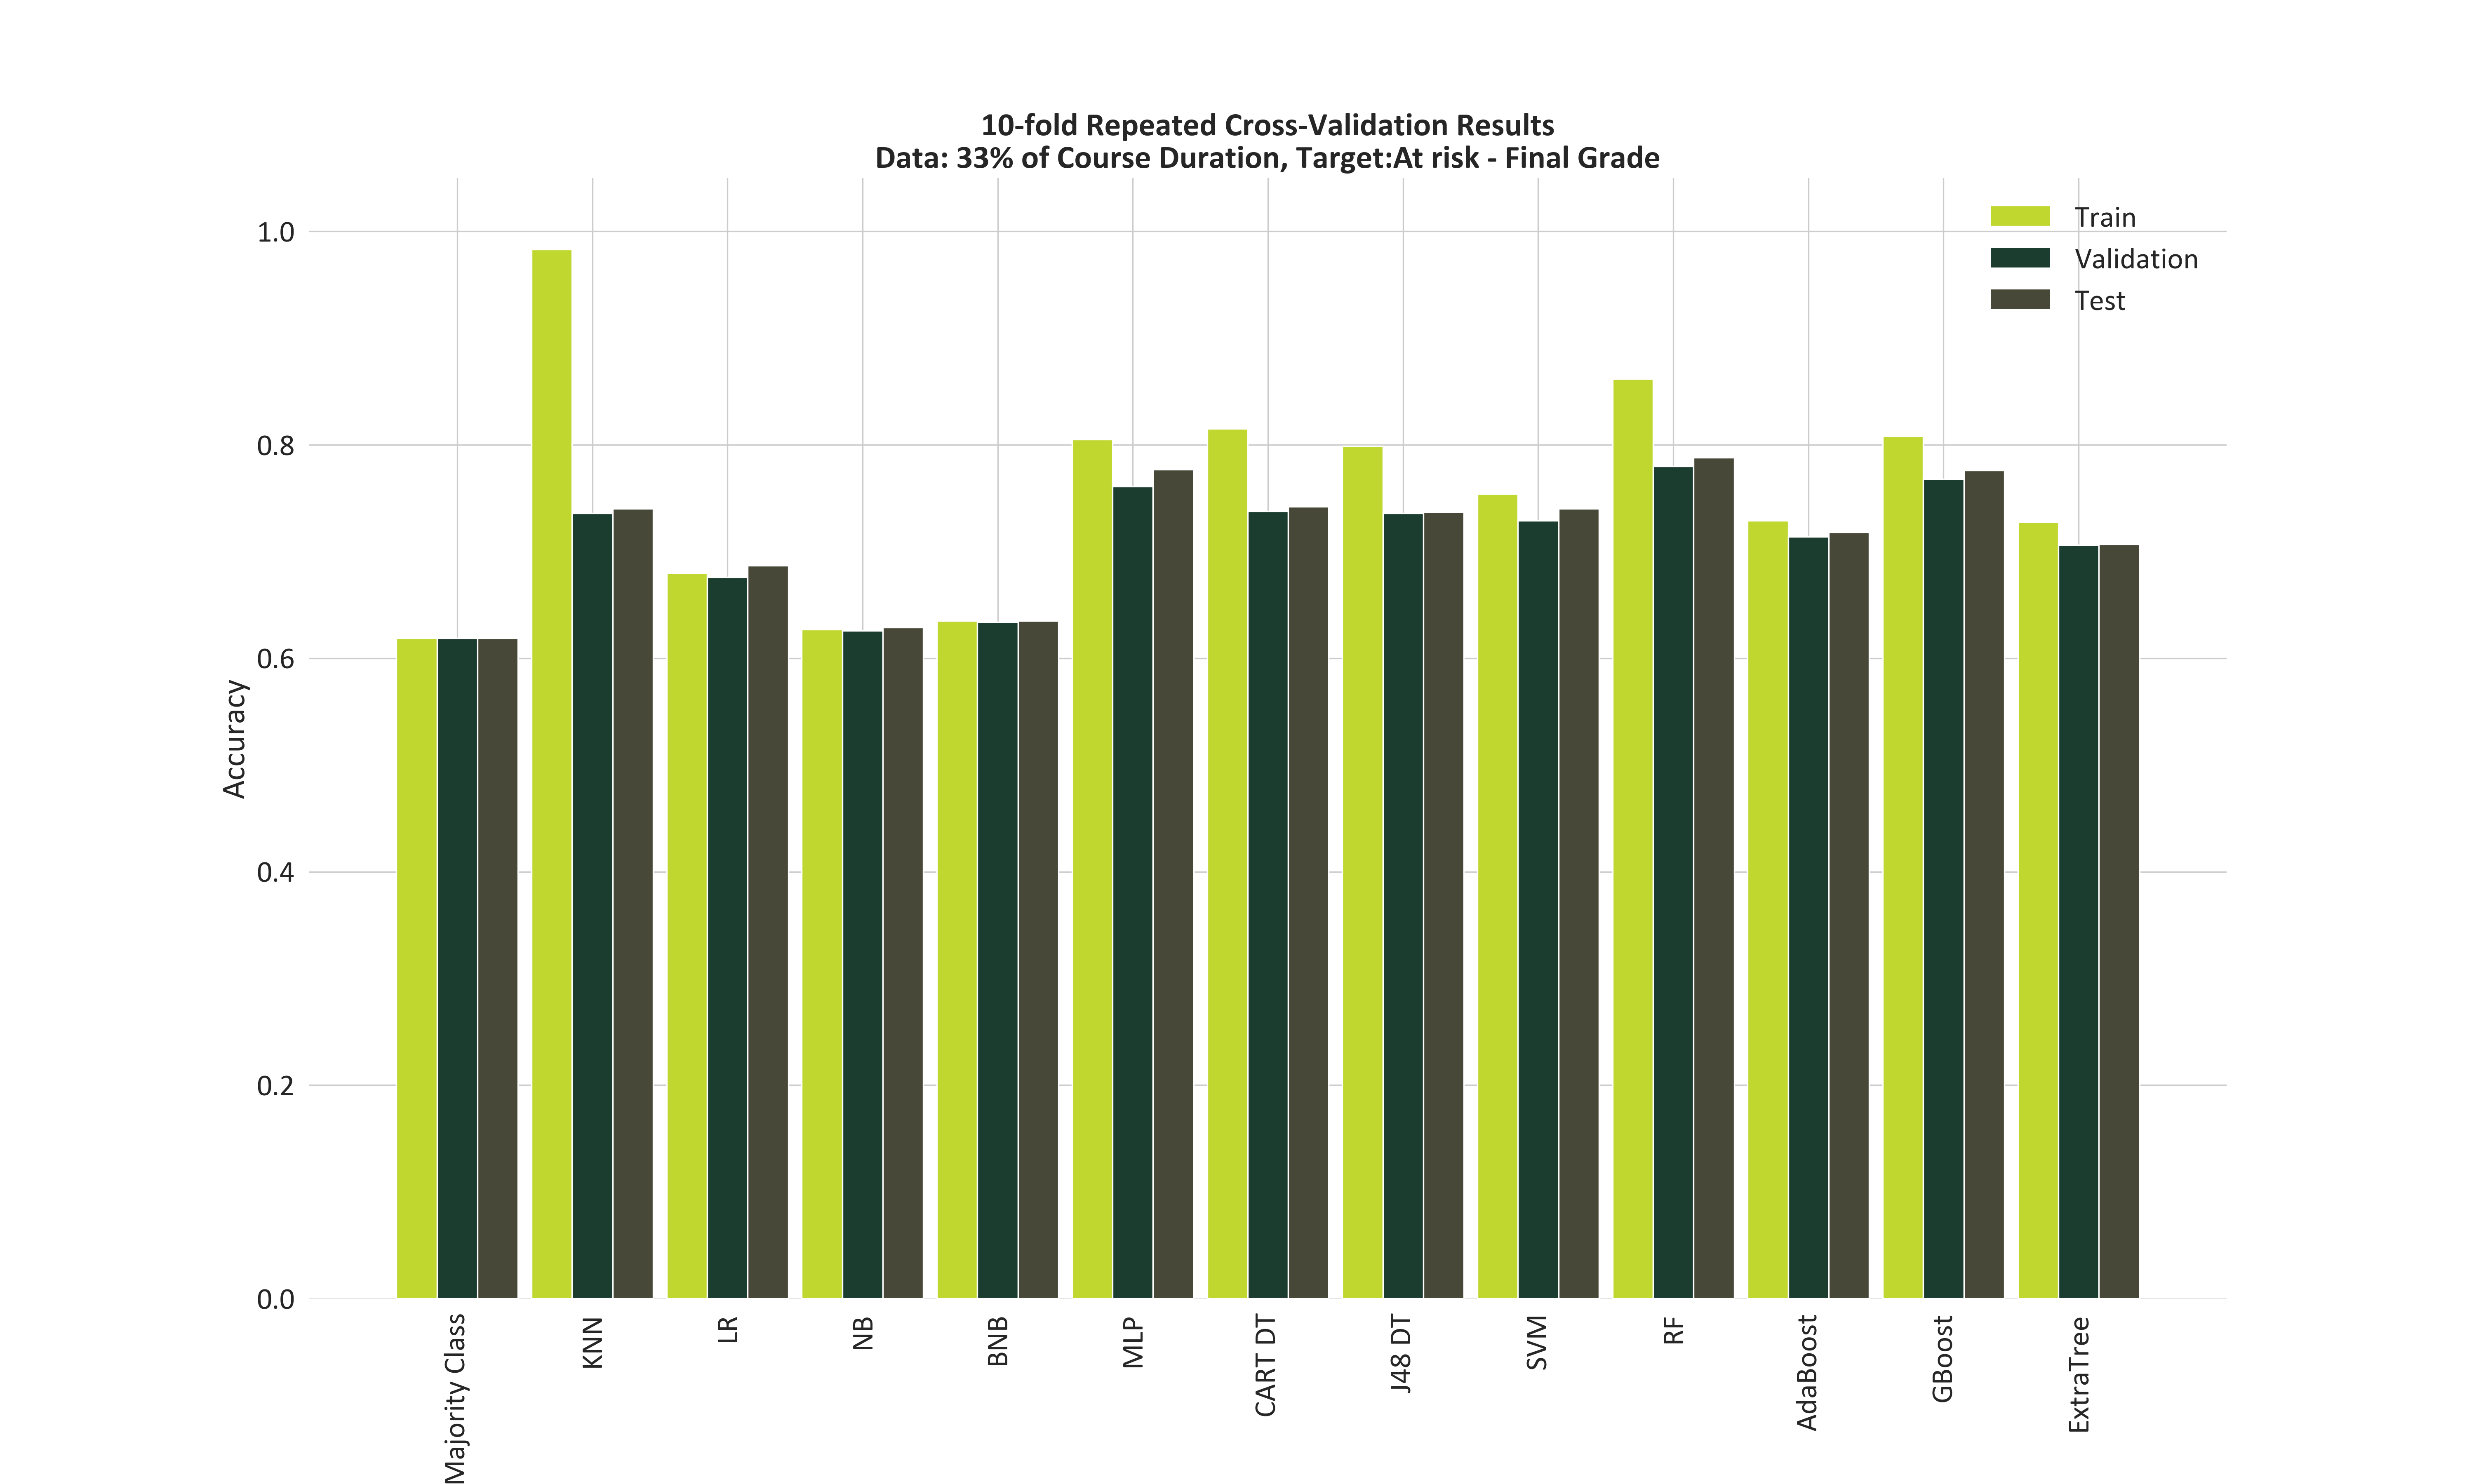 10-fold Repeated Cross-Validation Results
Data: 33% of Course Duration, Target:At risk - Final Grade
Train
Validation
Test
1.0
0.8
0.6
0.4
0.2
0.0
Accuracy
Majority Class
KNN
LR
NB
BNB
MLP
CART DT
J48 DT
SVM
RF
AdaBoost
GBoost
ExtraTree